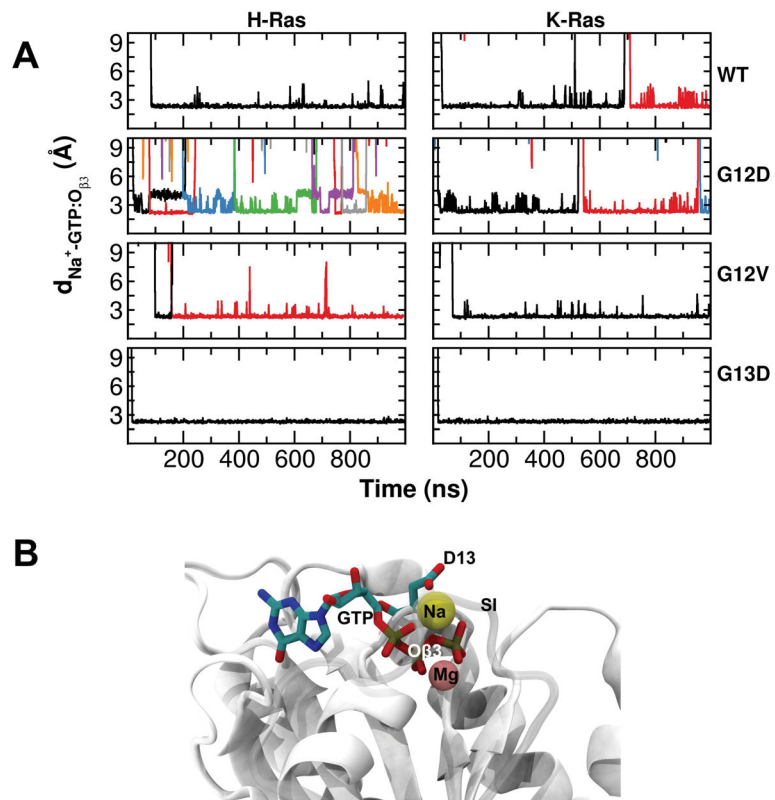 H-Ras K-Ras
A
9 6 3 WT
9 6 3 G12D
9 6 3 G12V
9 6 3 G13D
d_Na+-GTP:Oβ3 (Å)
200 400 600 800 200 400 600 800
Time (ns)
B
D13
Na SI
GTP
Oβ3
Mg